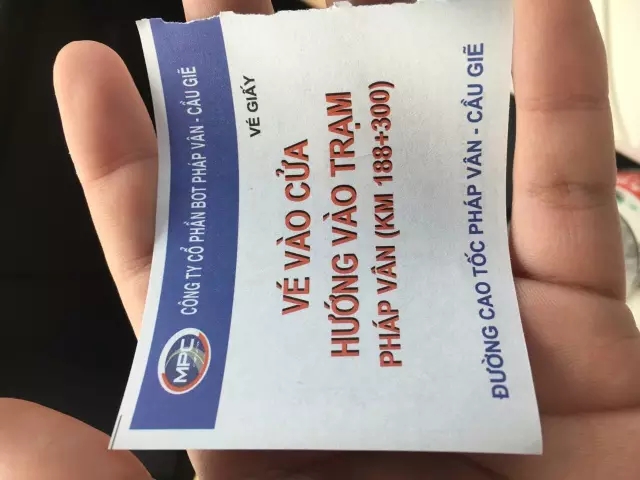 MPC
CÔNG TY CỔ PHẦN BOT PHÁP VÂN - CẦU GIẼ
VÉ GIẤY
VÉ VÀO CỬA
HƯỚNG VÀO TRẠM
PHÁP VÂN (KM 188+300)
ĐƯỜNG CAO TỐC PHÁP VÂN - CẦU GIẼ